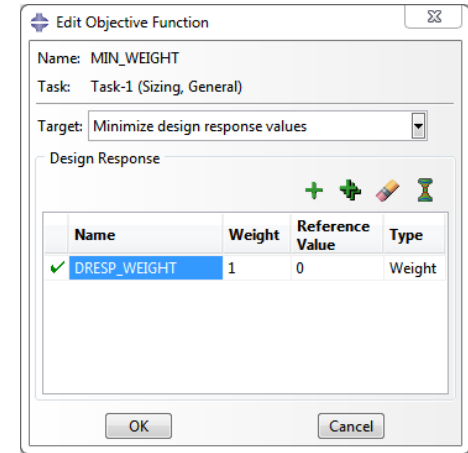 Edit Objective Function
Name: MIN_WEIGHT
Task: Task-1 (Sizing, General)
Target: Minimize design response values
Design Response
Name Weight Reference Value Type
DRESP_WEIGHT 1 0 Weight
OK Cancel